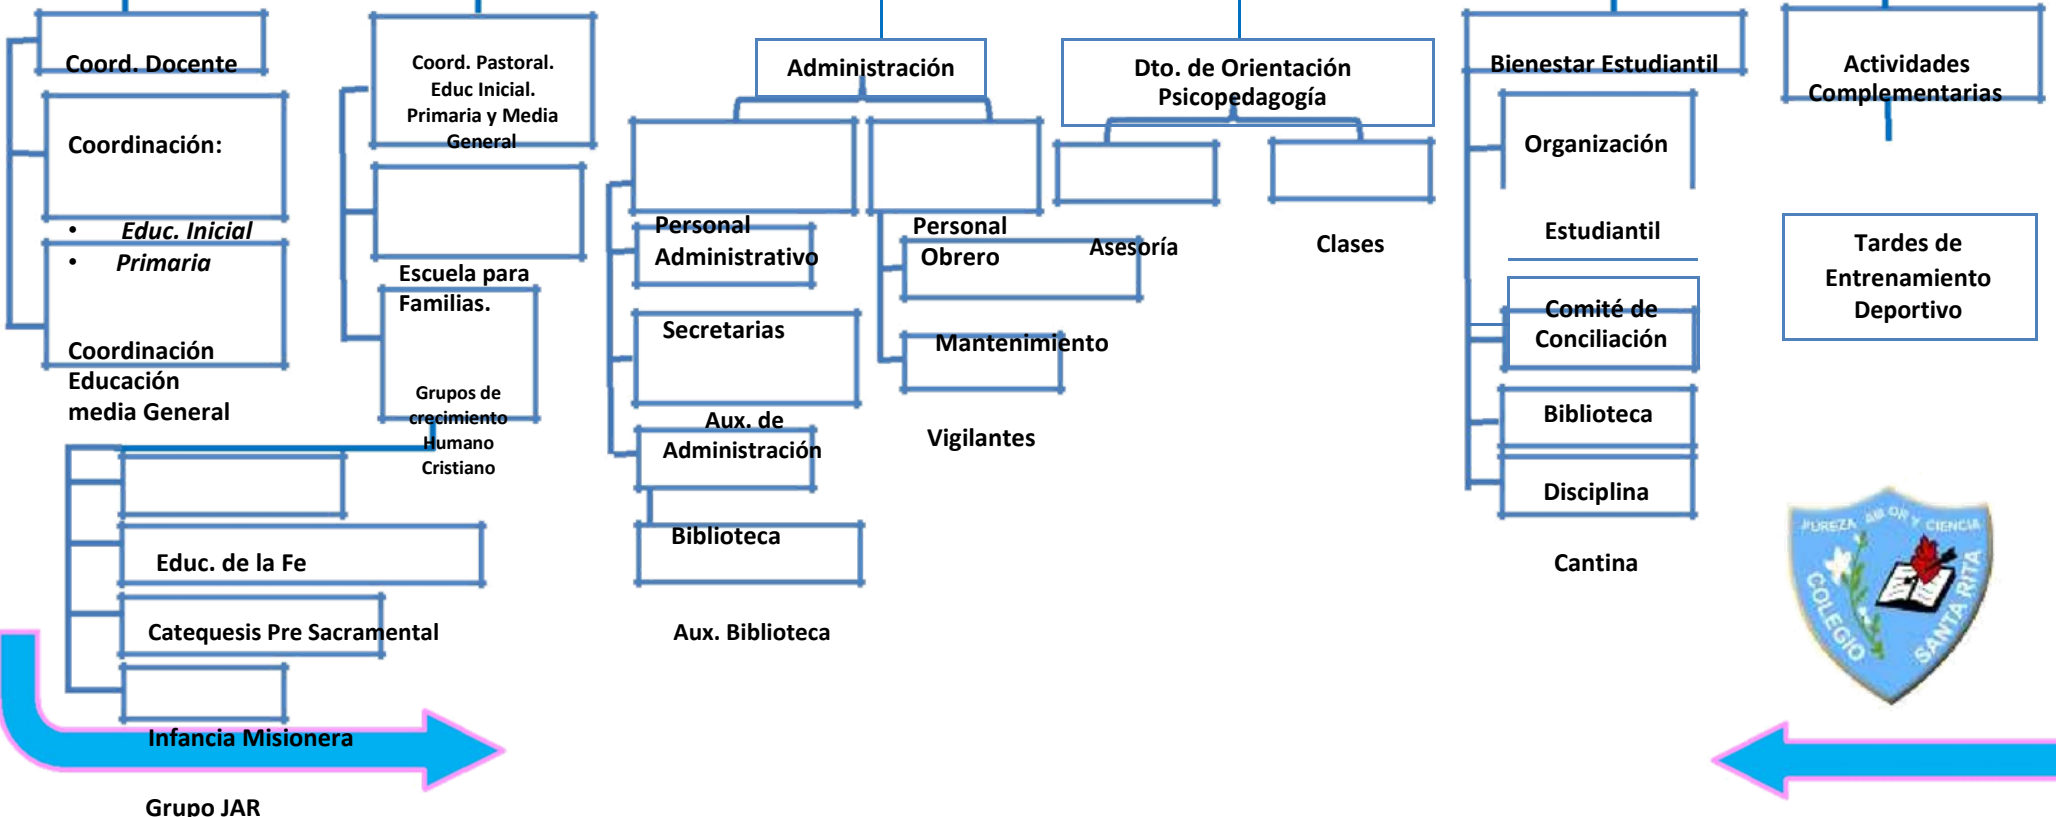 Coord. Docente
Coordinación:
• Educ. Inicial
• Primaria
Coordinación
Educación
media General
Coord. Pastoral.
Educ Inicial.
Primaria y Media
General
Escuela para
Familias.
Grupos de
crecimiento
Humano
Cristiano
Educ. de la Fe
Catequesis Pre Sacramental
Infancia Misionera
Grupo JAR
Administración
Personal
Administrativo
Secretarias
Aux. de
Administración
Biblioteca
Aux. Biblioteca
Personal
Obrero
Mantenimiento
Vigilantes
Dto. de Orientación
Psicopedagogía
Asesoría
Clases
Bienestar Estudiantil
Organización
Estudiantil
Comité de
Conciliación
Biblioteca
Disciplina
Cantina
Actividades
Complementarias
Tardes de
Entrenamiento
Deportivo
PUREZA AMOR Y CIENCIA
COLEGIO
SANTA RITA